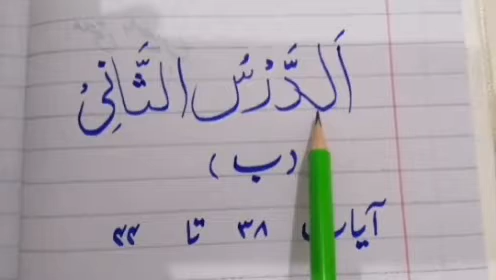 اَلدَّرْسُ الثَّانِیْ
(ب)
آیات ۳۸ تا ۴۴